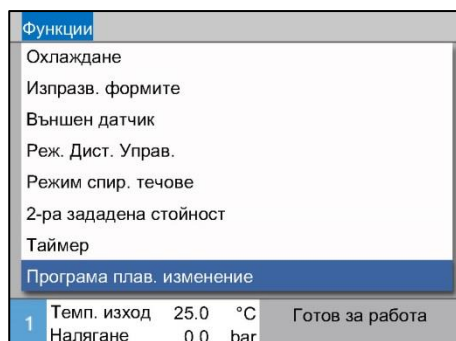 Функции
Охлаждане
Изпразв. формите
Външен датчик
Реж. Дист. Управ.
Режим спир. течове
2-ра зададена стойност
Таймер
Програма плав. изменение
1 Темп. изход 25.0 °C Готов за работа
Налягане 0.0 bar